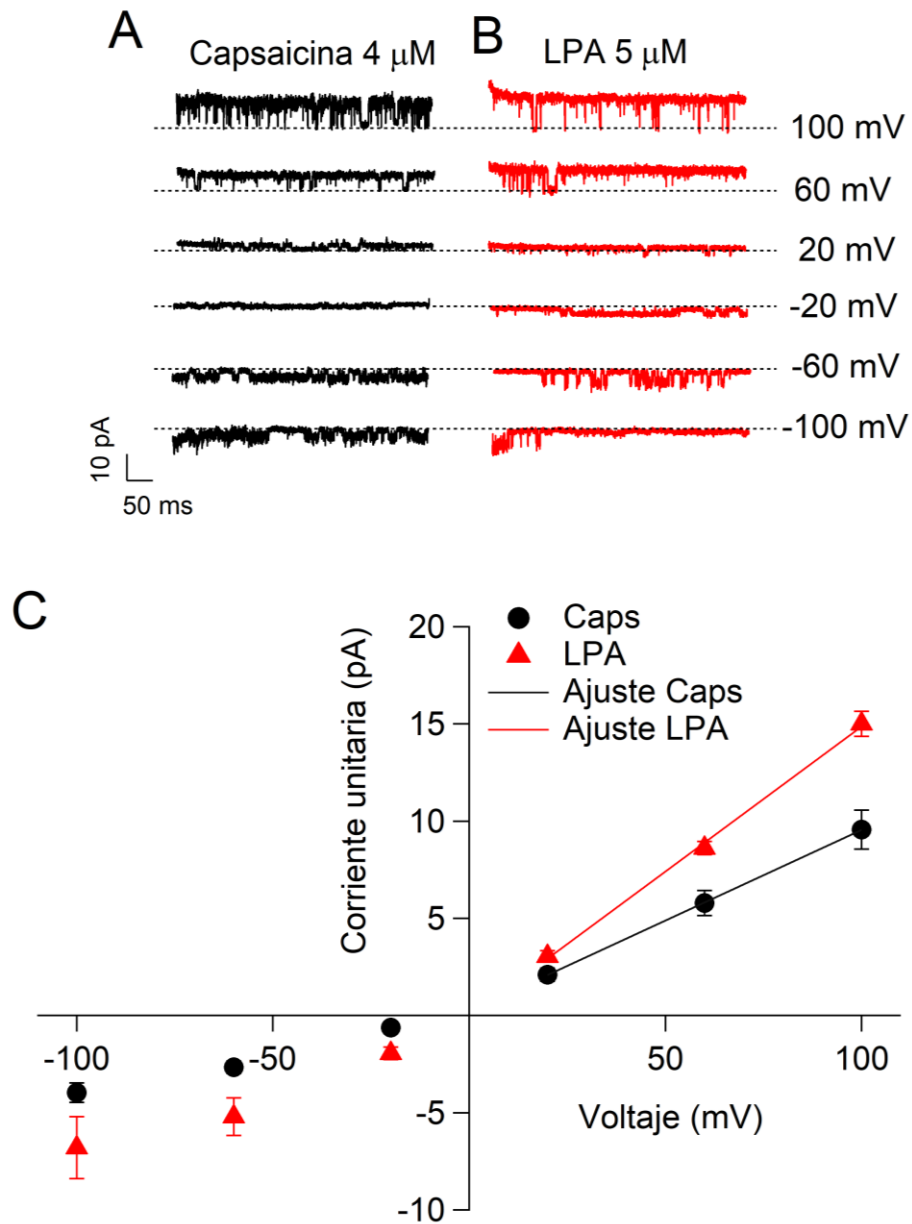 A
B
Capsaicina 4 μM
LPA 5 μM
100 mV
60 mV
20 mV
-20 mV
-60 mV
-100 mV
10 pA
50 ms
C
Corriente unitaria (pA)
20
15
10
5
-5
-10
Caps
LPA
Ajuste Caps
Ajuste LPA
-100
-50
50
100
Voltaje (mV)